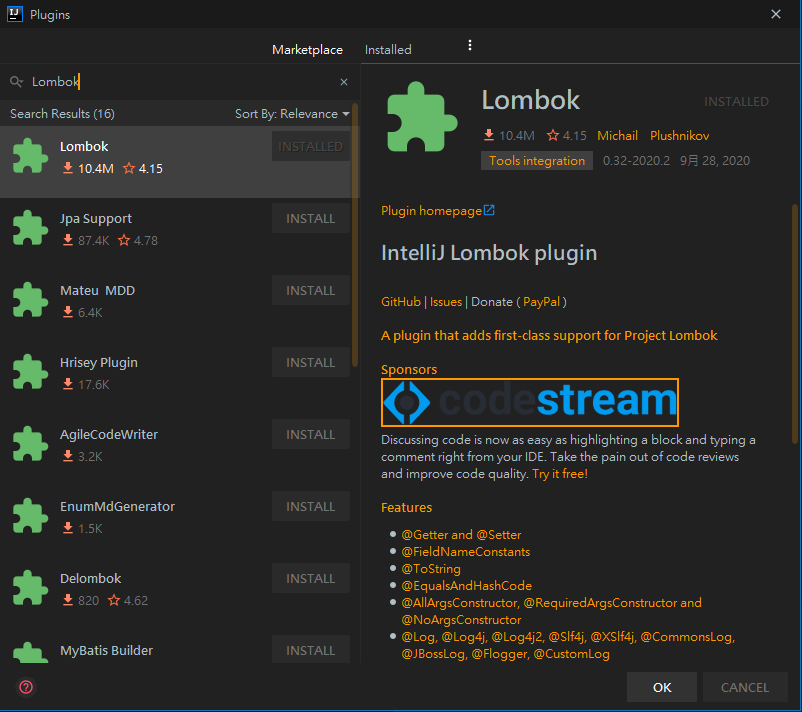 Plugins
Marketplace Installed
Lombok
Search Results (16) Sort By: Relevance
Lombok INSTALLED
10.4M 4.15
Jpa Support INSTALL
87.4K 4.78
Mateu MDD INSTALL
6.4K
Hrisey Plugin INSTALL
17.6K
AgileCodeWriter INSTALL
3.2K
EnumMdGenerator INSTALL
1.5K
Delombok INSTALL
820 4.62
MyBatis Builder INSTALL
Lombok INSTALLED
10.4M 4.15 Michail Plushnikov
Tools integration 0.32-2020.2 9月 28, 2020
Plugin homepage
IntelliJ Lombok plugin
GitHub | Issues | Donate ( PayPal )
A plugin that adds first-class support for Project Lombok
Sponsors
codestream
Discussing code is now as easy as highlighting a block and typing a
comment right from your IDE. Take the pain out of code reviews
and improve code quality. Try it free!
Features
@Getter and @Setter
@FieldNameConstants
@ToString
@EqualsAndHashCode
@AllArgsConstructor, @RequiredArgsConstructor and
@NoArgsConstructor
@Log, @Log4j, @Log4j2, @Slf4j, @XSlf4j, @CommonsLog,
@JBossLog, @Flogger, @CustomLog
OK CANCEL